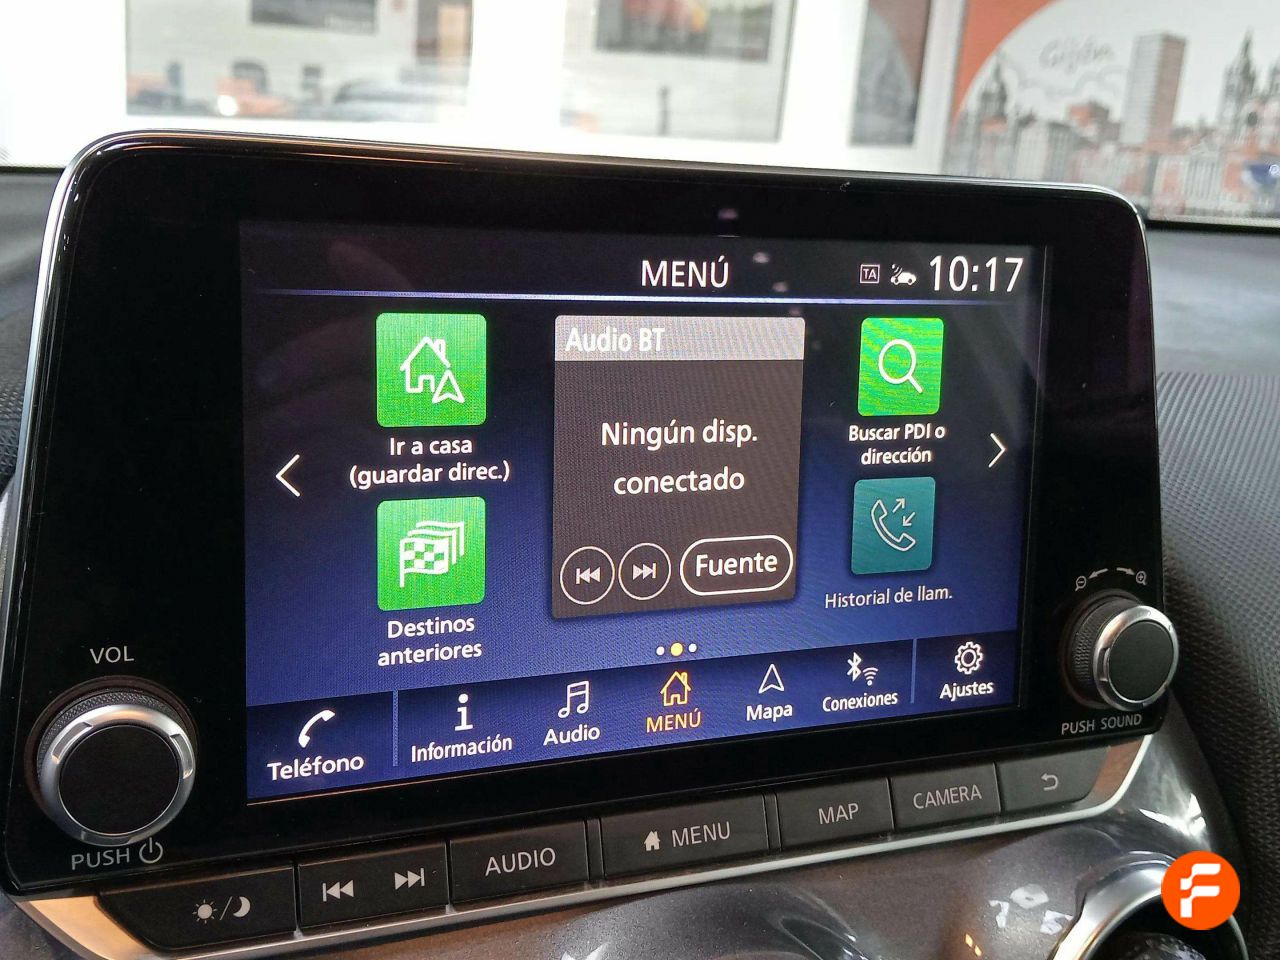 Gijón
MENÚ
TA
10:17
Ir a casa
(guardar direc.)
Audio BT
Ningún disp.
conectado
Fuente
Buscar PDI o
dirección
Destinos
anteriores
Historial de llam.
Teléfono
Información
Audio
MENÚ
Mapa
Conexiones
Ajustes
VOL
PUSH
PUSH SOUND
AUDIO
MENU
MAP
CAMERA
F